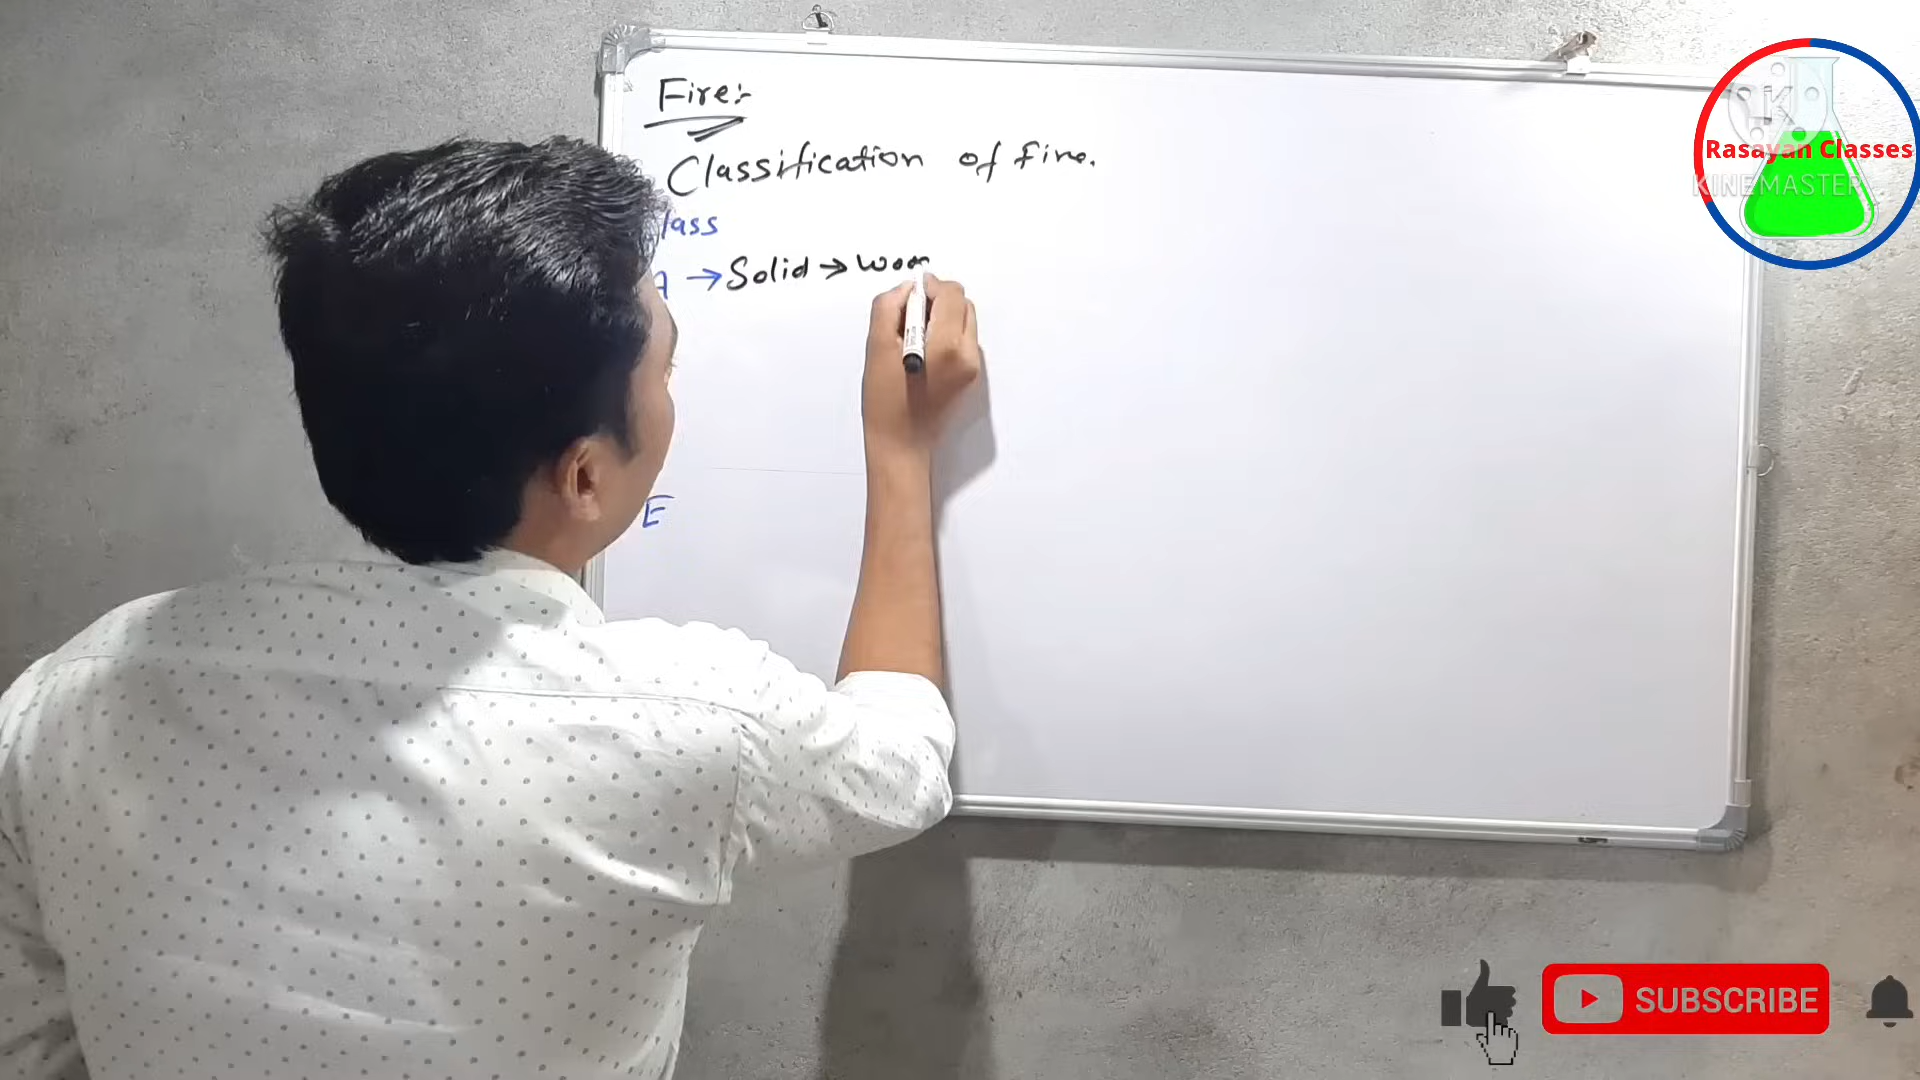 Fire:-
Classification of fire.
lass
A → Solid → Woo
E
Rasayan Classes
KINEMASTER
SUBSCRIBE